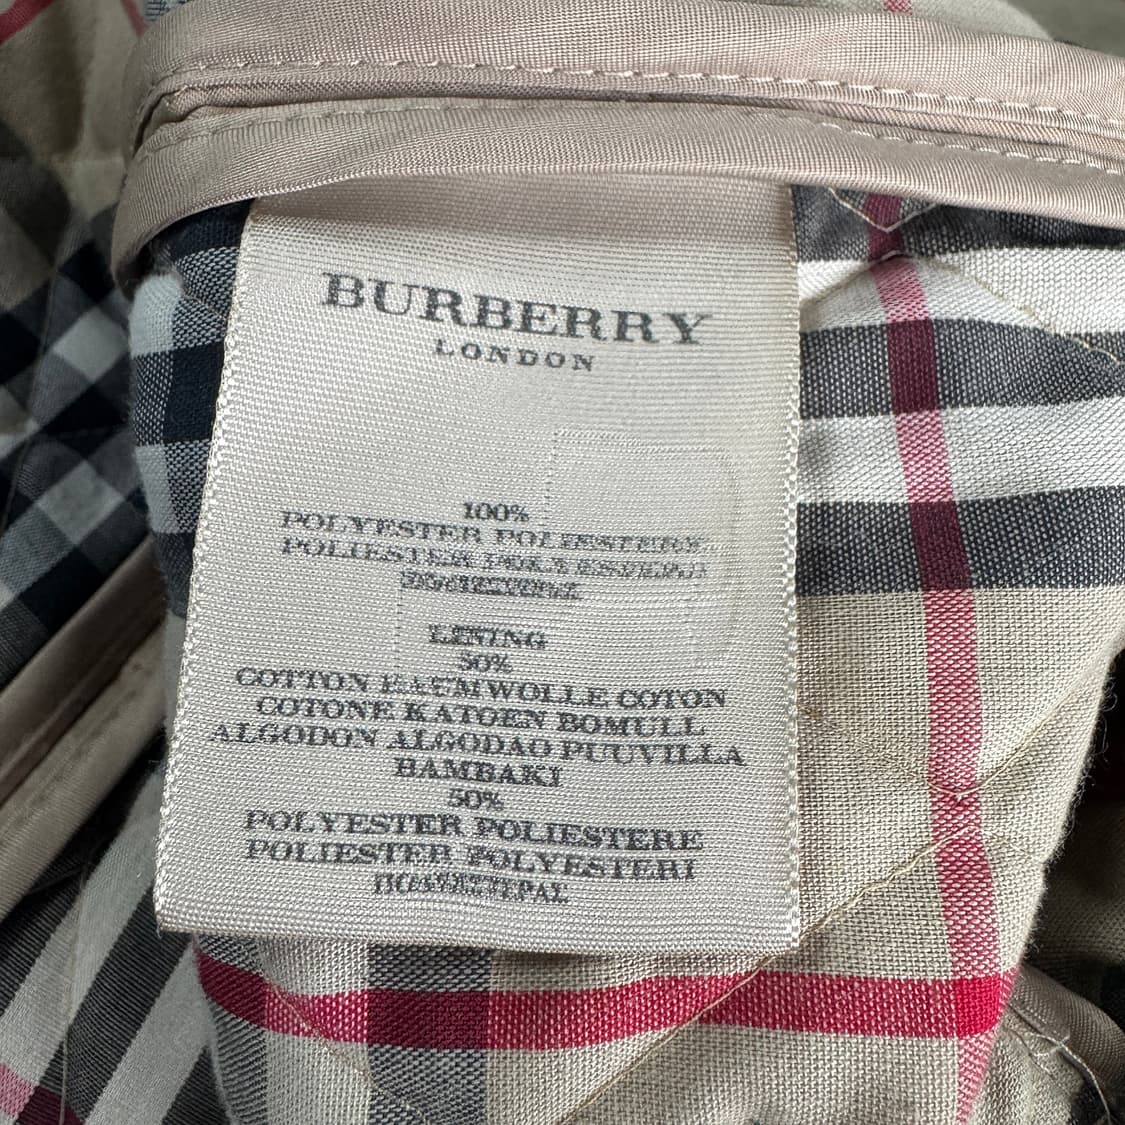 BURBERRY
LONDON
100%
POLYESTER POLIESTERE
POLIESTER
LINING
50%
COTTON BAUMWOLLE COTON
COTONE KATOEN BOMULL
ALGODON ALGODAO PUUVILLA
BAMBAKI
50%
POLYESTER POLIESTERE
POLIESTER POLYESTERI